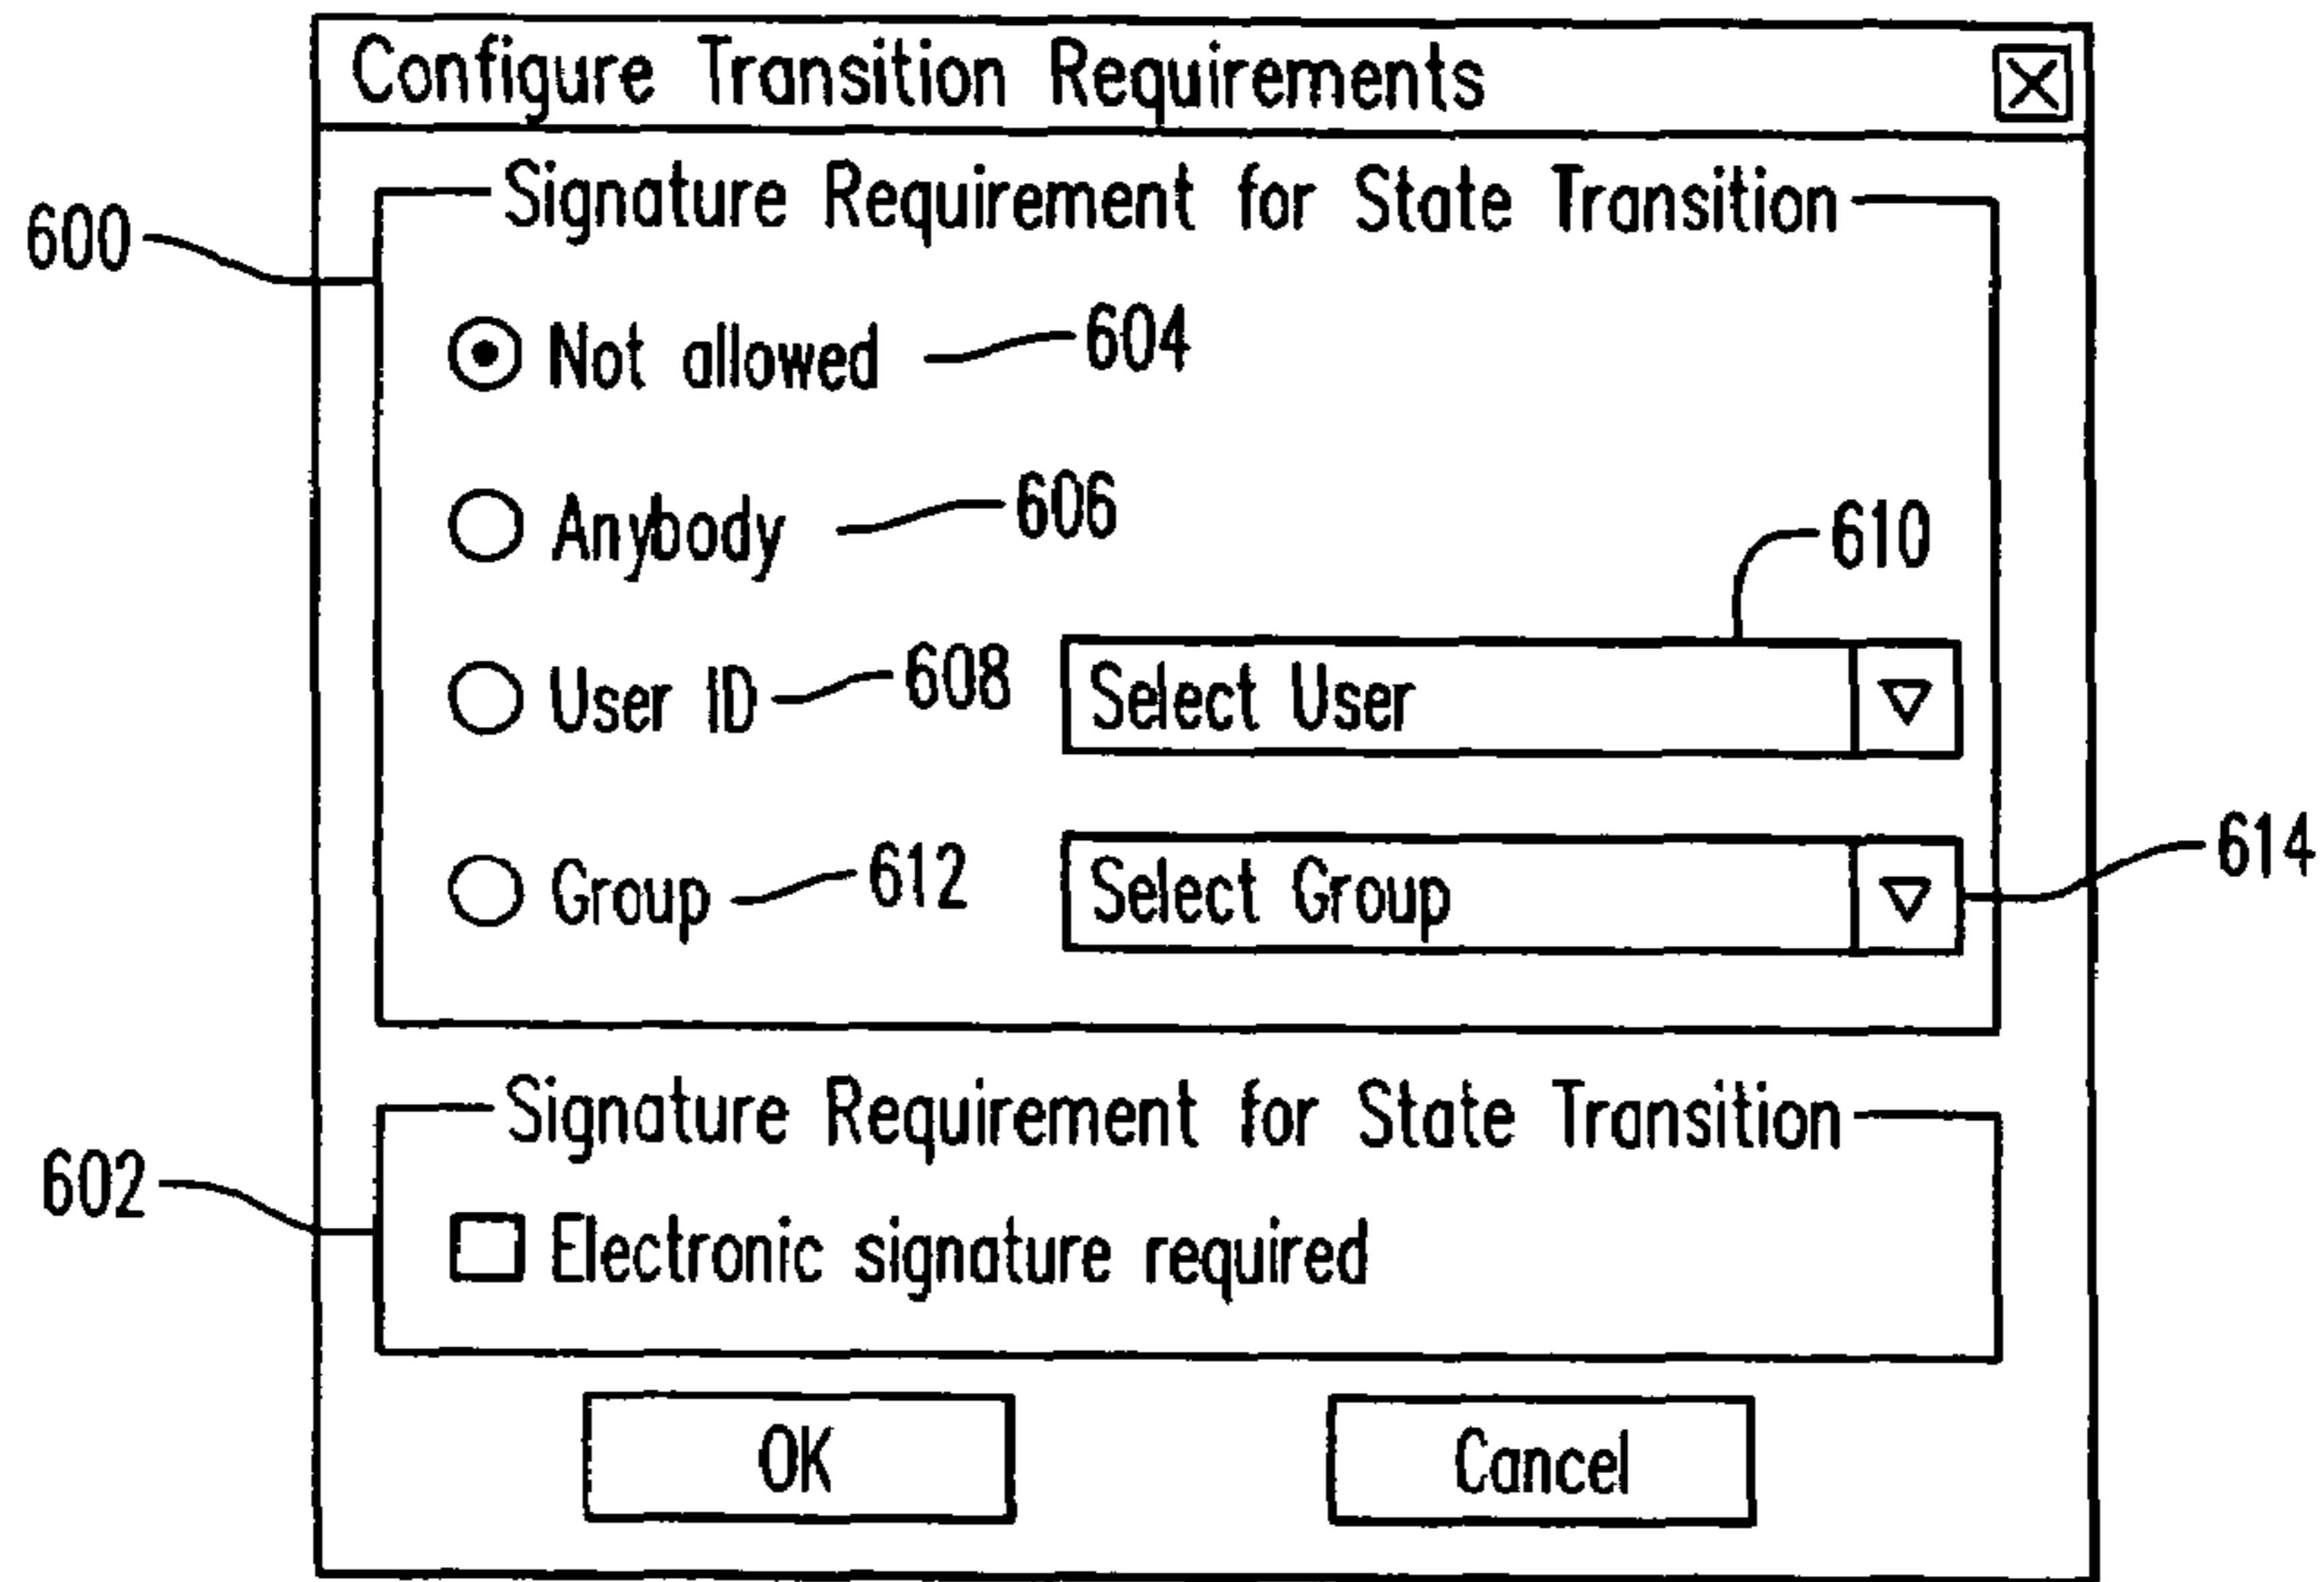 Configure Transition Requirements
Signature Requirement for State Transition
600
Not allowed 604
Anybody 606
610
User ID 608 Select User
Group 612 Select Group 614
Signature Requirement for State Transition
602
Electronic signature required
OK Cancel